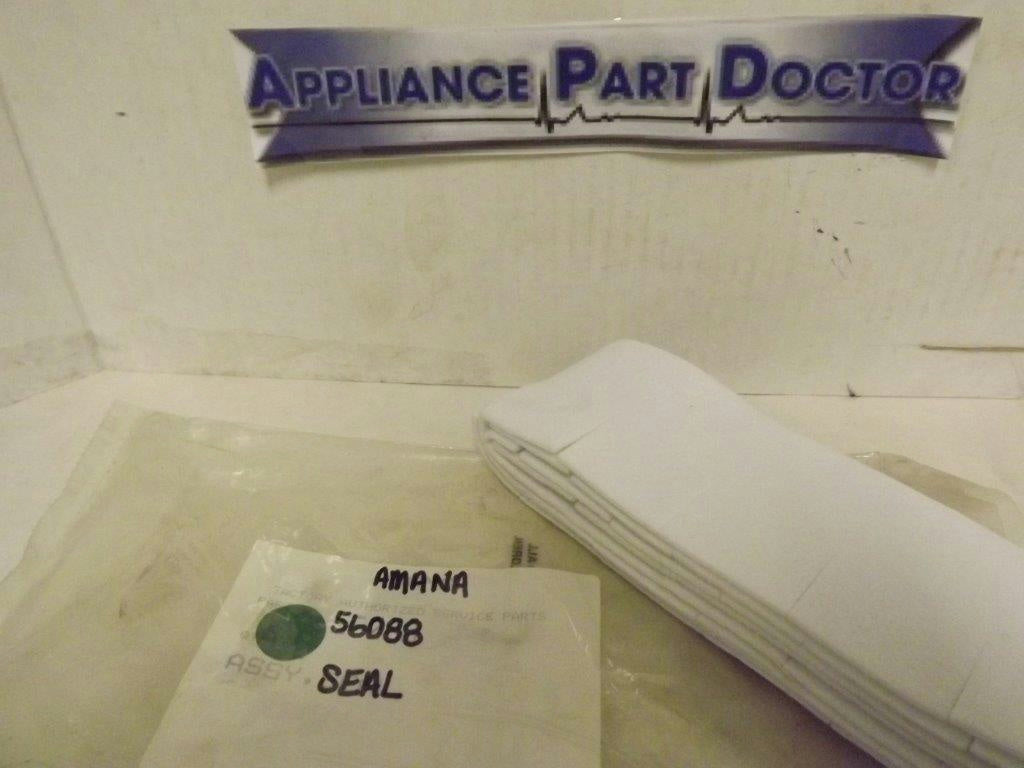 APPLIANCE PART DOCTOR
AMANA
FACTORY AUTHORIZED SERVICE PARTS
56088
ASSY. SEAL